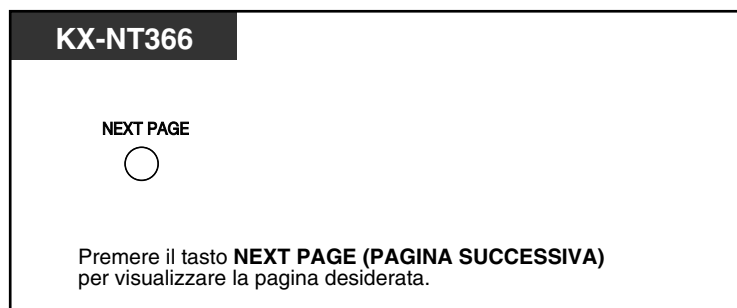 KX-NT366
NEXT PAGE
Premere il tasto NEXT PAGE (PAGINA SUCCESSIVA)
per visualizzare la pagina desiderata.